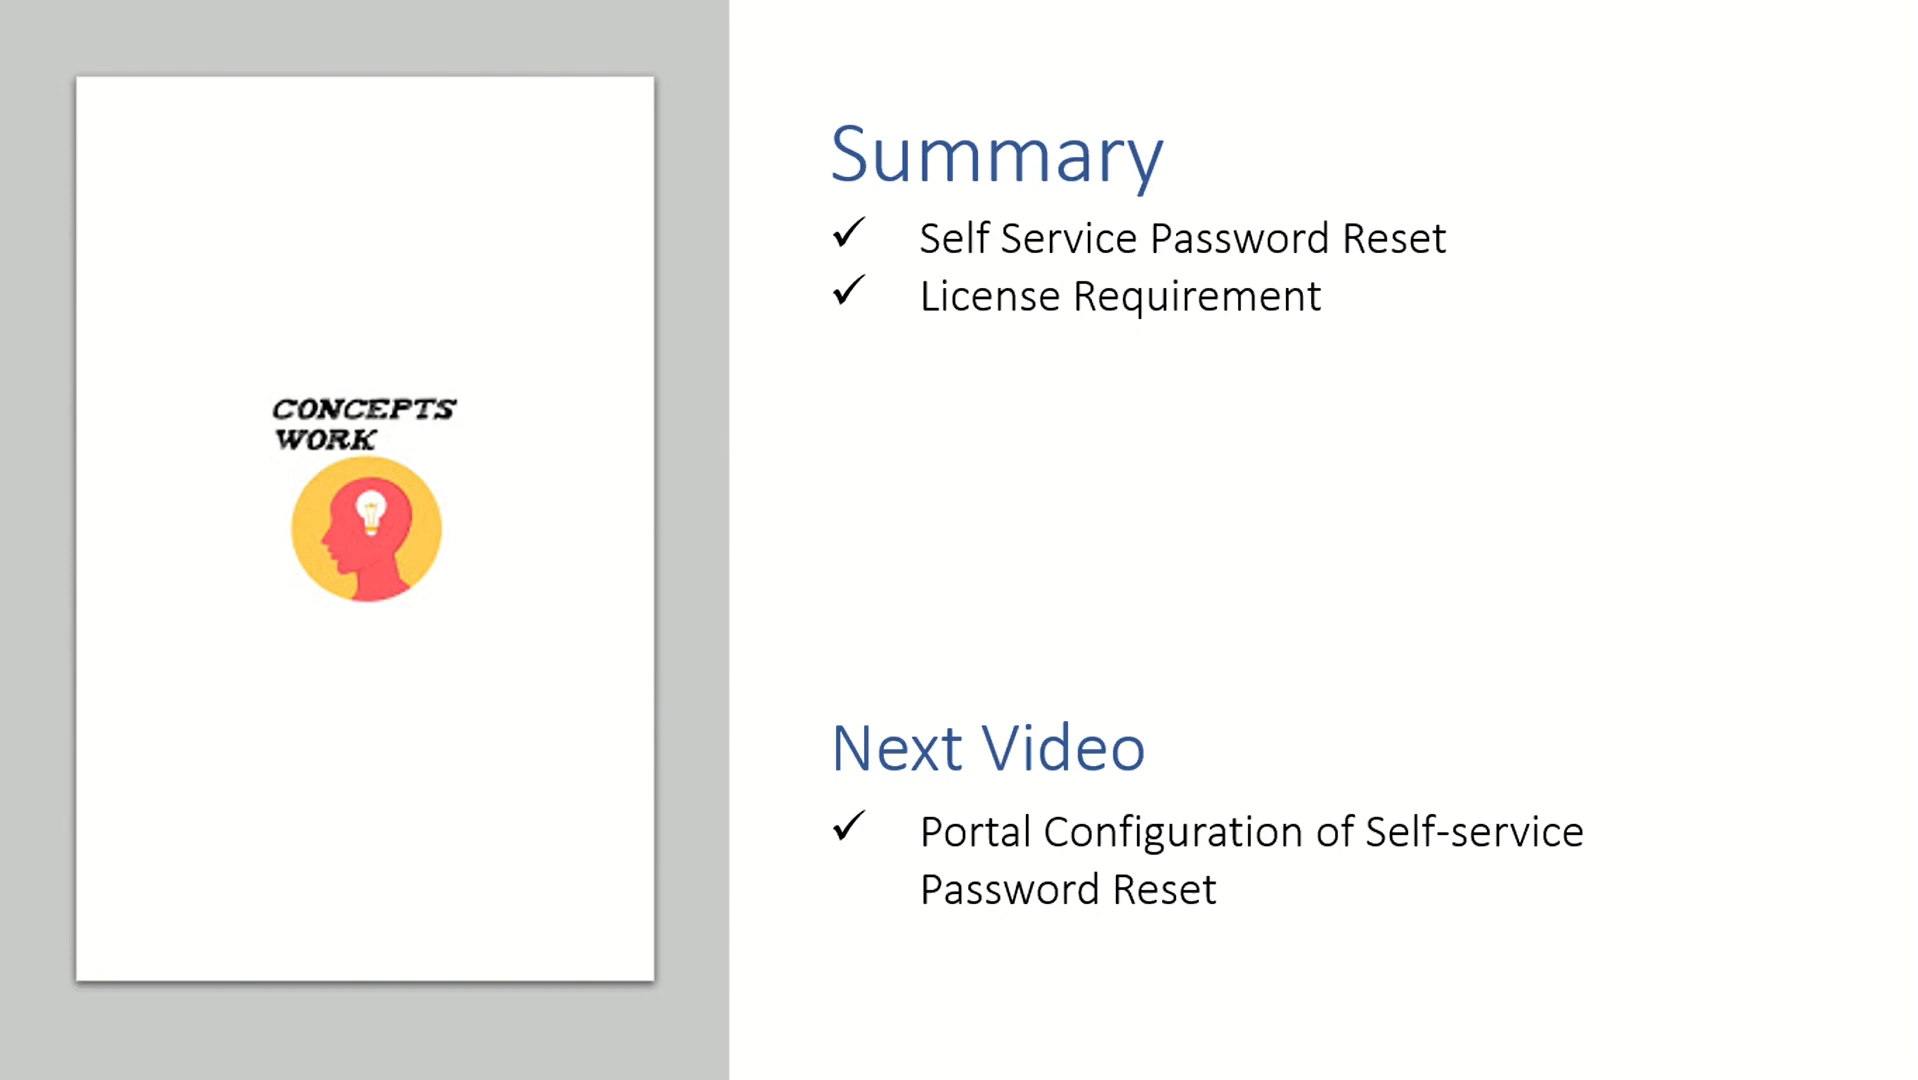 CONCEPTS
WORK
Summary
✓ Self Service Password Reset
✓ License Requirement
Next Video
✓ Portal Configuration of Self-service
Password Reset